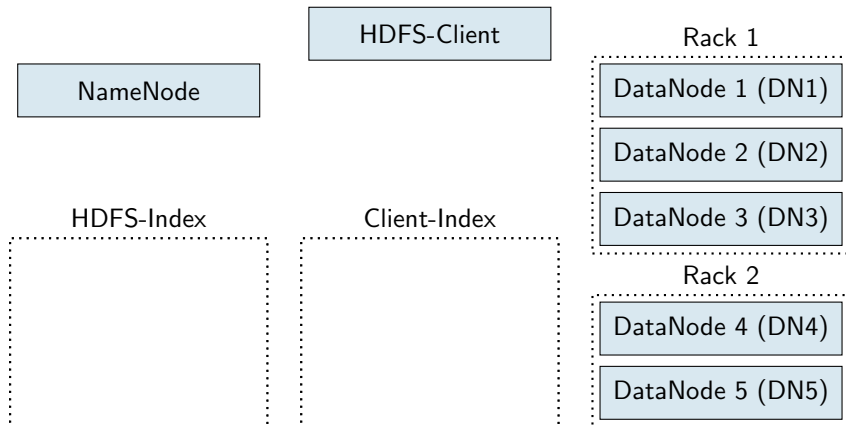 HDFS-Client
NameNode
Rack 1
DataNode 1 (DN1)
DataNode 2 (DN2)
DataNode 3 (DN3)
HDFS-Index
Client-Index
Rack 2
DataNode 4 (DN4)
DataNode 5 (DN5)